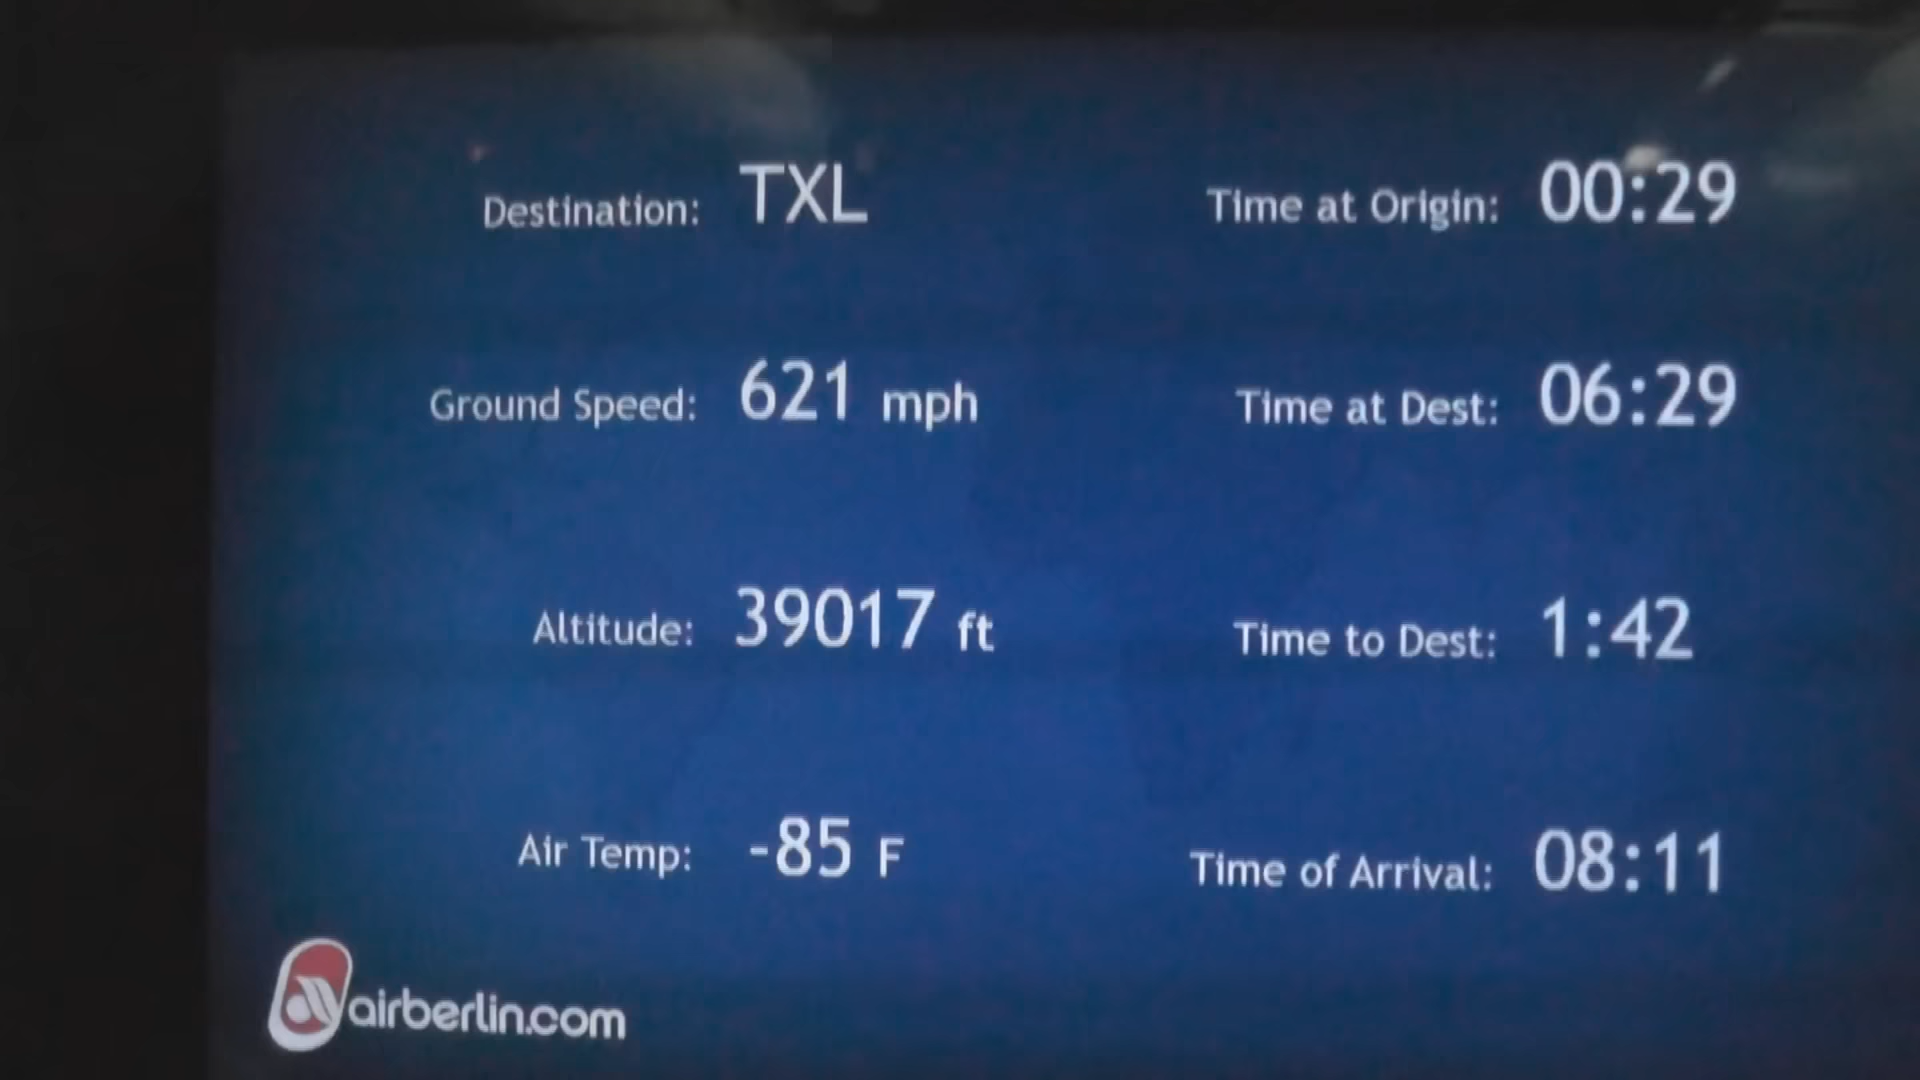 Destination: TXL
Time at Origin: 00:29
Ground Speed: 621 mph
Time at Dest: 06:29
Altitude: 39017 ft
Time to Dest: 1:42
Air Temp: -85 F
Time of Arrival: 08:11
airberlin.com